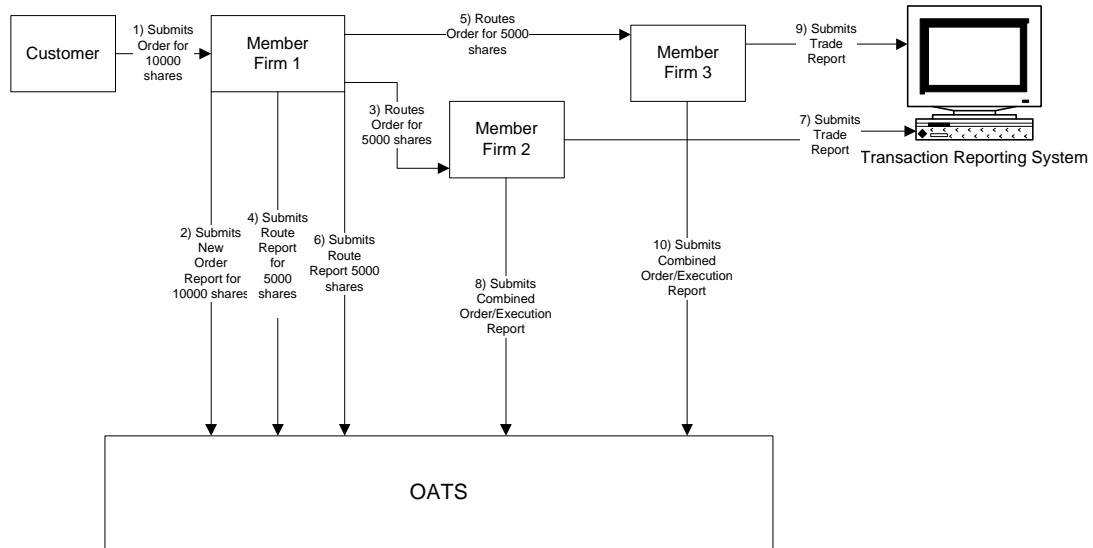 Customer
1) Submits
Order for
10000
shares
Member
Firm 1
5) Routes
Order for 5000
shares
Member
Firm 3
9) Submits
Trade
Report
3) Routes
Order for
5000 shares
Member
Firm 2
7) Submits
Trade
Report
Transaction Reporting System
2) Submits
New
Order
Report for
10000 shares
4) Submits
Route
Report
for
5000
shares
6) Submits
Route
Report 5000
shares
8) Submits
Combined
Order/Execution
Report
10) Submits
Combined
Order/Execution
Report
OATS